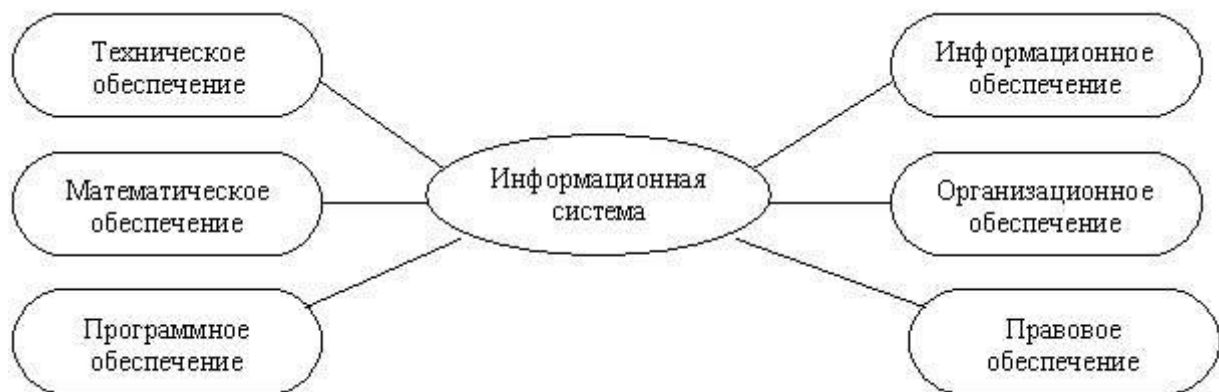 Техническое
обеспечение
Информационное
обеспечение
Математическое
обеспечение
Информационная
система
Организационное
обеспечение
Программное
обеспечение
Правовое
обеспечение